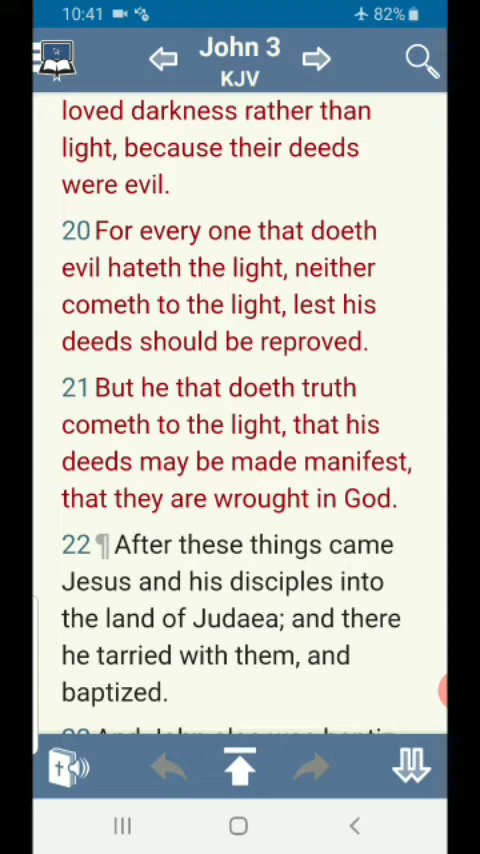 10:41 82%
John 3
KJV
loved darkness rather than
light, because their deeds
were evil.
20 For every one that doeth
evil hateth the light, neither
cometh to the light, lest his
deeds should be reproved.
21 But he that doeth truth
cometh to the light, that his
deeds may be made manifest,
that they are wrought in God.
22 ¶ After these things came
Jesus and his disciples into
the land of Judaea; and there
he tarried with them, and
baptized.